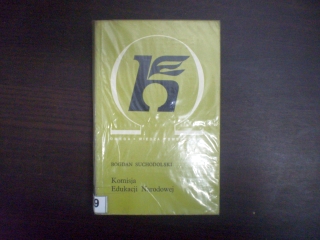 BOGDAN SUCHODOLSKI
Komisja
Edukacji Narodowej
9